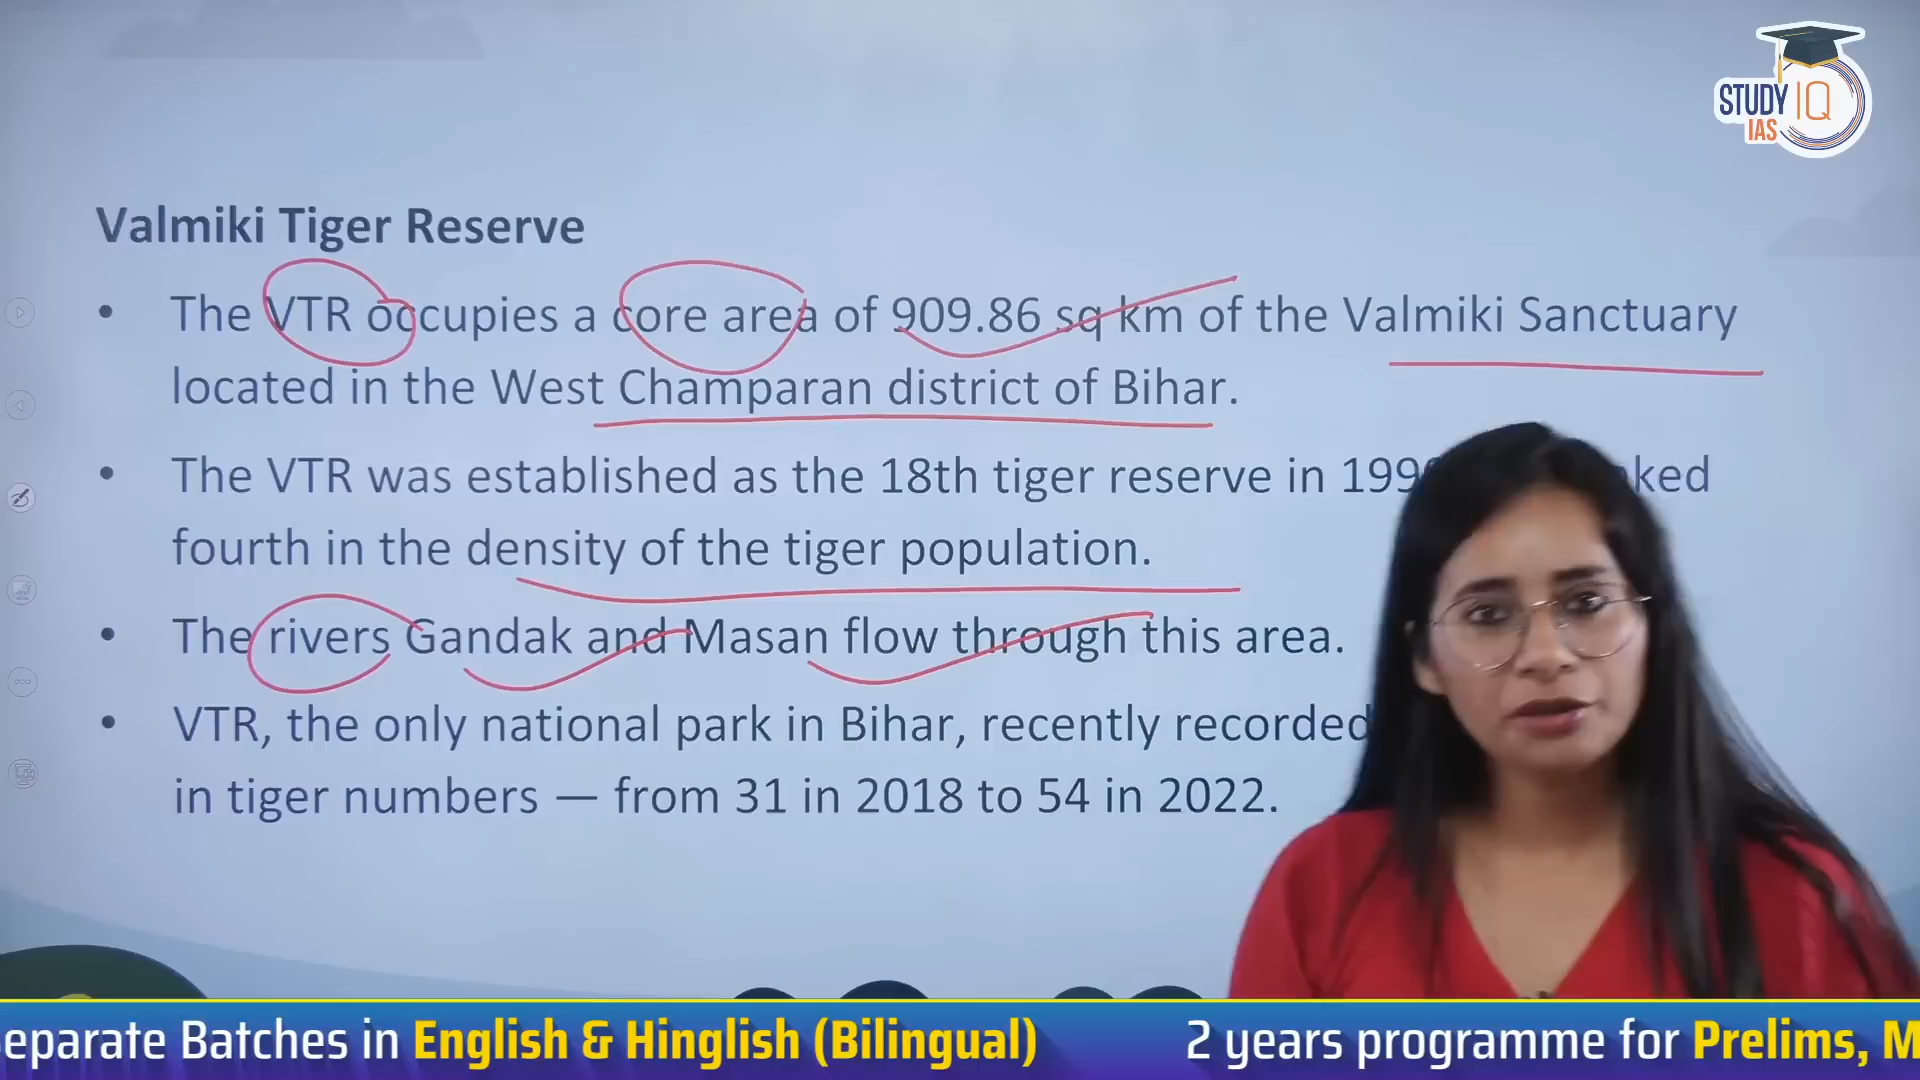 STUDY IQ
IAS
Valmiki Tiger Reserve
• The VTR occupies a core area of 909.86 sq km of the Valmiki Sanctuary
located in the West Champaran district of Bihar.
• The VTR was established as the 18th tiger reserve in
fourth in the density of the tiger population.
• The rivers Gandak and Masan flow through this area.
• VTR, the only national park in Bihar, recently recorded
in tiger numbers — from 31 in 2018 to 54 in 2022.
eparate Batches in English & Hinglish (Bilingual) 2 years programme for Prelims, M